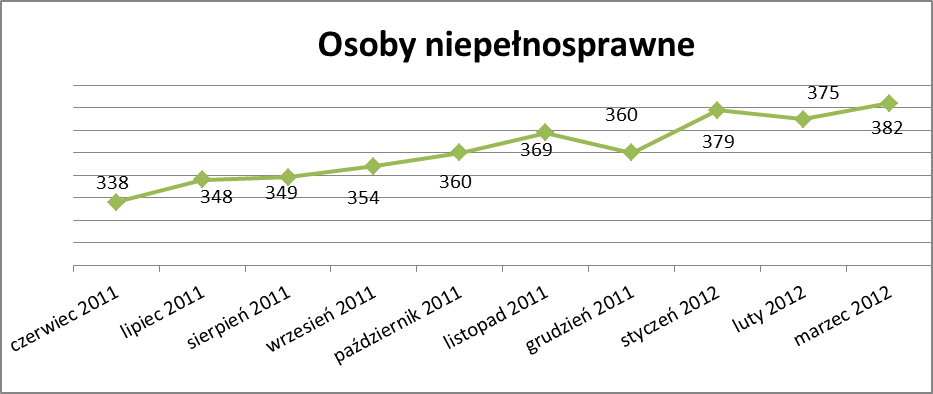 Osoby niepełnosprawne
338
348
349
354
360
369
360
379
375
382
czerwiec 2011
lipiec 2011
sierpień 2011
wrzesień 2011
październik 2011
listopad 2011
grudzień 2011
styczeń 2012
luty 2012
marzec 2012